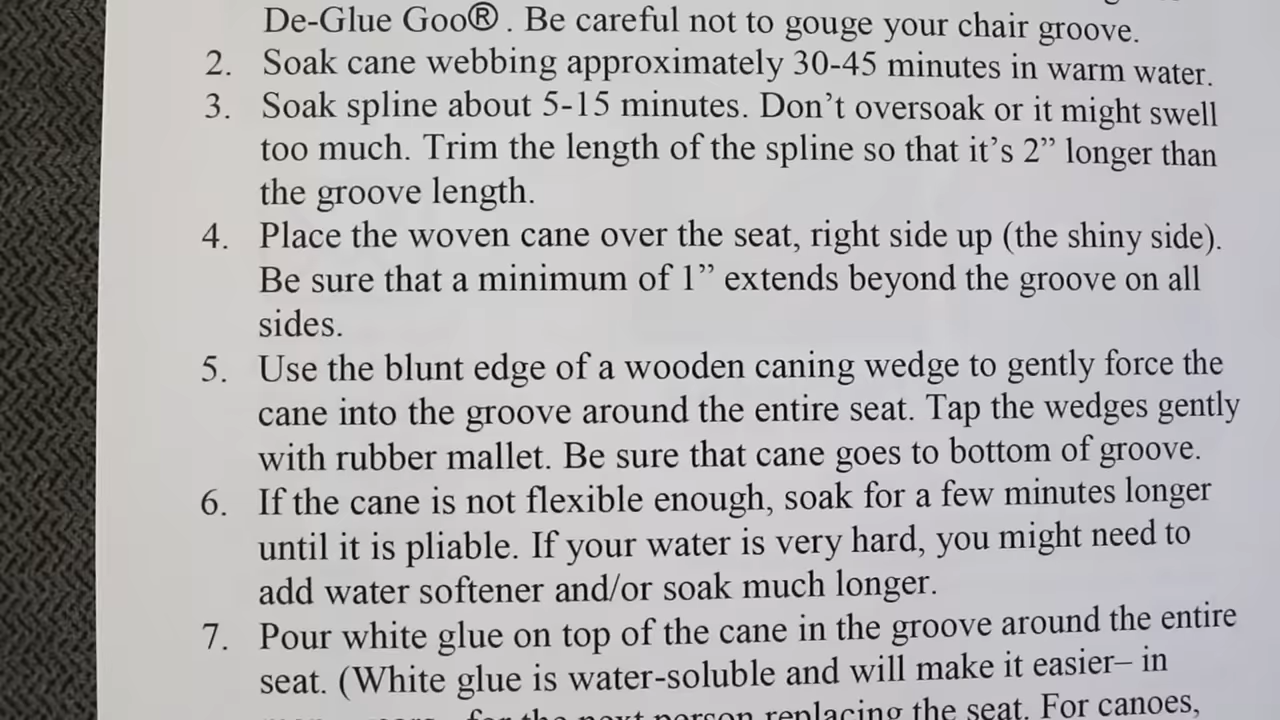 De-Glue Goo®. Be careful not to gouge your chair groove.
2. Soak cane webbing approximately 30-45 minutes in warm water.
3. Soak spline about 5-15 minutes. Don’t oversoak or it might swell
too much. Trim the length of the spline so that it’s 2” longer than
the groove length.
4. Place the woven cane over the seat, right side up (the shiny side).
Be sure that a minimum of 1” extends beyond the groove on all
sides.
5. Use the blunt edge of a wooden caning wedge to gently force the
cane into the groove around the entire seat. Tap the wedges gently
with rubber mallet. Be sure that cane goes to bottom of groove.
6. If the cane is not flexible enough, soak for a few minutes longer
until it is pliable. If your water is very hard, you might need to
add water softener and/or soak much longer.
7. Pour white glue on top of the cane in the groove around the entire
seat. (White glue is water-soluble and will make it easier– in
for the next person replacing the seat. For canoes,